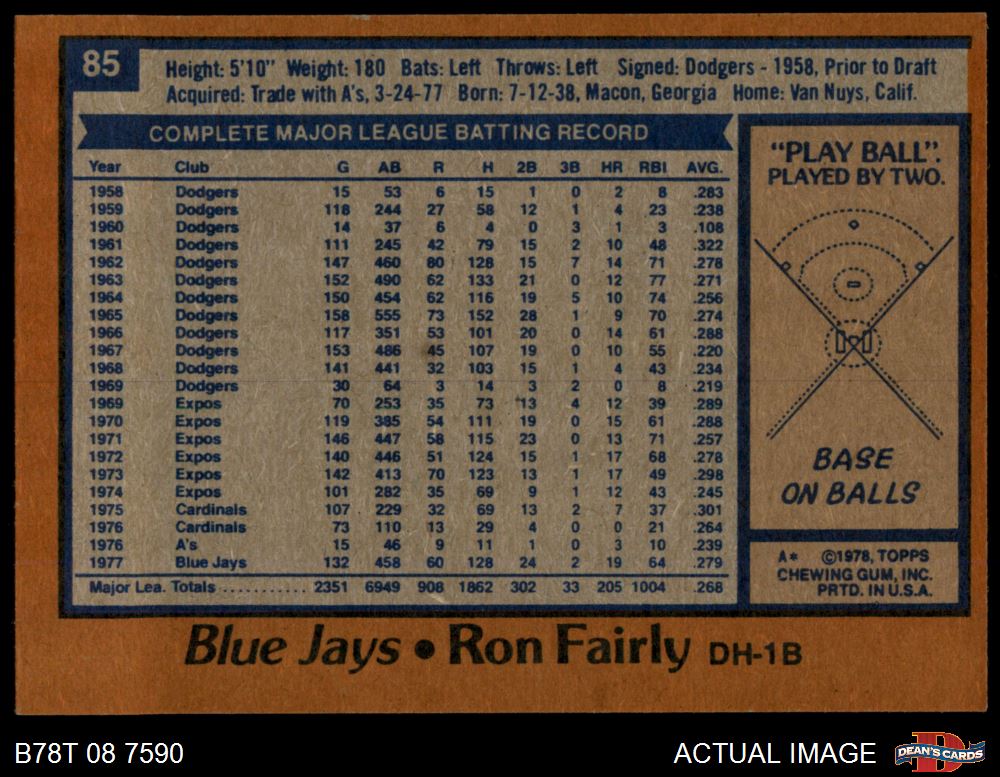 85
Height: 5'10" Weight: 180 Bats: Left Throws: Left Signed: Dodgers - 1958, Prior to Draft
Acquired: Trade with A's, 3-24-77 Born: 7-12-38, Macon, Georgia Home: Van Nuys, Calif.
COMPLETE MAJOR LEAGUE BATTING RECORD
Year Club G AB R H 2B 3B HR RBI AVG.
1958 Dodgers 15 53 6 15 1 0 2 8 .283
1959 Dodgers 118 244 27 58 12 1 4 23 .238
1960 Dodgers 14 37 6 4 0 3 1 3 .108
1961 Dodgers 111 245 42 79 15 2 10 48 .322
1962 Dodgers 147 460 80 128 15 7 14 71 .278
1963 Dodgers 152 490 62 133 21 0 12 77 .271
1964 Dodgers 150 454 62 116 19 5 10 74 .256
1965 Dodgers 158 555 73 152 28 1 9 70 .274
1966 Dodgers 117 351 53 101 20 0 14 61 .288
1967 Dodgers 153 486 45 107 19 0 10 55 .220
1968 Dodgers 141 441 32 103 15 1 4 43 .234
1969 Dodgers 30 64 3 14 3 2 0 8 .219
1969 Expos 70 253 35 73 13 4 12 39 .289
1970 Expos 119 385 54 111 19 0 15 61 .288
1971 Expos 146 447 58 115 23 0 13 71 .257
1972 Expos 140 446 51 124 15 1 17 68 .278
1973 Expos 142 413 70 123 13 1 17 49 .298
1974 Expos 101 282 35 69 9 1 12 43 .245
1975 Cardinals 107 229 32 69 13 2 7 37 .301
1976 Cardinals 73 110 13 29 4 0 0 21 .264
1976 A's 15 46 9 11 1 0 3 10 .239
1977 Blue Jays 132 458 60 128 24 2 19 64 .279
Major Lea. Totals ............ 2351 6949 908 1862 302 33 205 1004 .268
"PLAY BALL".
PLAYED BY TWO.
BASE
ON BALLS
A* ©1978, TOPPS
CHEWING GUM, INC.
PRTD. IN U.S.A.
Blue Jays • Ron Fairly DH-1B
B78T 08 7590
ACTUAL IMAGE
D
DEAN'S CARDS